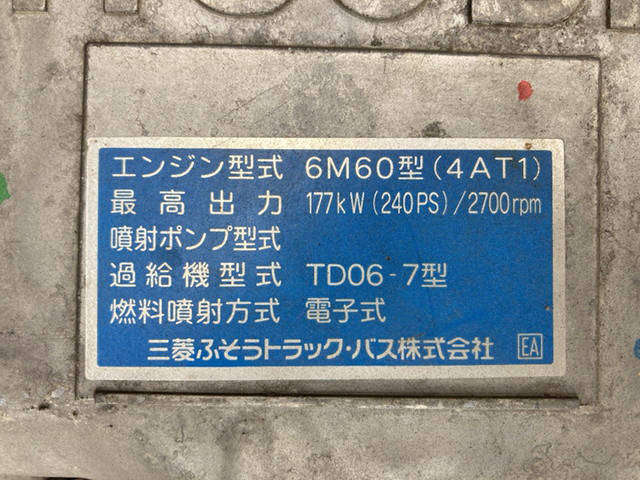 エンジン型式 6M60型(4AT1)
最高出力 177kW(240PS)/2700rpm
噴射ポンプ型式
過給機型式 TD06-7型
燃料噴射方式 電子式
三菱ふそうトラック・バス株式会社 EA